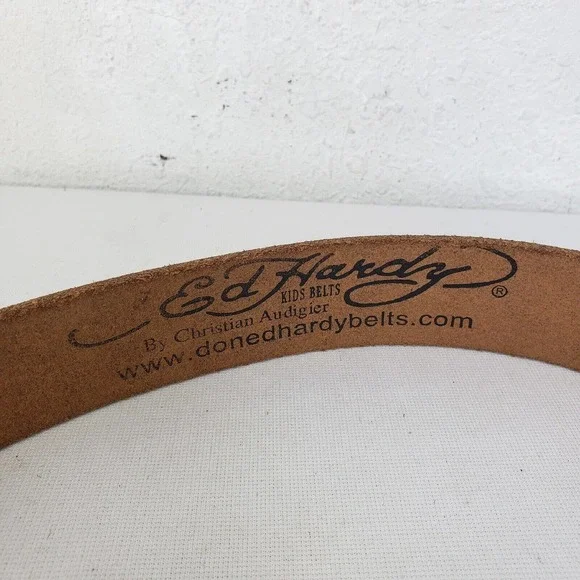 Ed Hardy ®
KIDS BELTS
By Christian Audigier
www.donedhardybelts.com